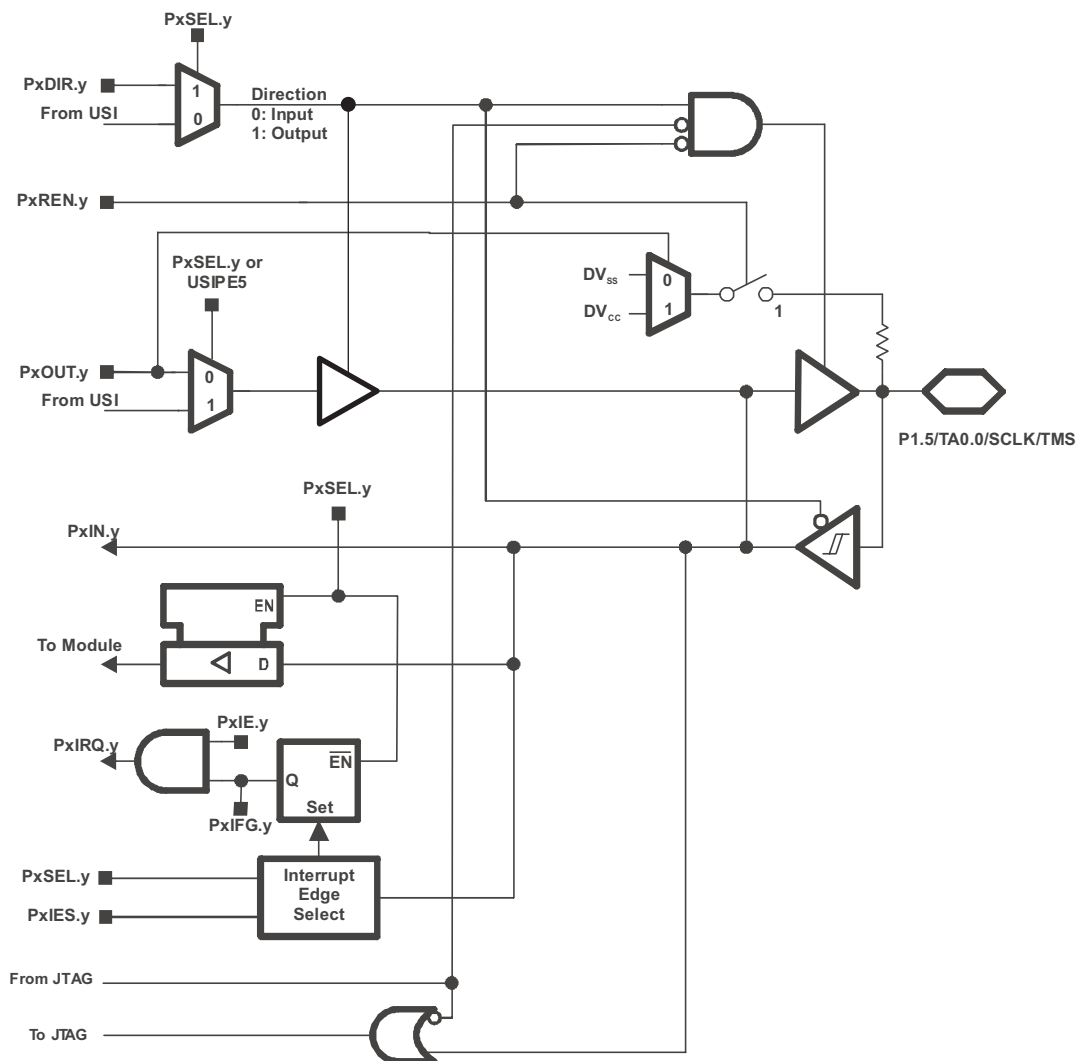 PxSEL.y
PxDIR.y
1
From USI
0
Direction
0: Input
1: Output
PxREN.y
PxSEL.y or
USIPE5
DVSS
0
DVCC
1
1
PxOUT.y
0
From USI
1
P1.5/TA0.0/SCLK/TMS
PxSEL.y
PxIN.y
EN
To Module
D
PxIE.y
PxIRQ.y
EN
Q
Set
PxIFG.y
PxSEL.y
Interrupt
Edge
Select
PxIES.y
From JTAG
To JTAG